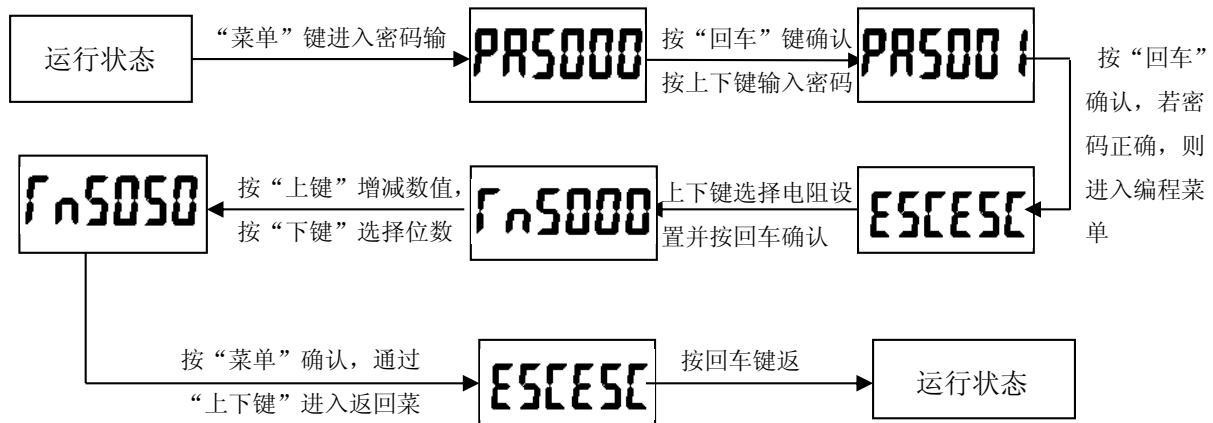 运行状态
“菜单”键进入密码输
PAS000
按“回车”键确认
按上下键输入密码
PAS001
按“回车”
确认，若密
码正确，则
进入编程菜
单
ESCESC
上下键选择电阻设
置并按回车确认
rnS000
按“上键”增减数值，
按“下键”选择位数
rnS050
按“菜单”确认，通过
“上下键”进入返回菜
ESCESC
按回车键返
运行状态